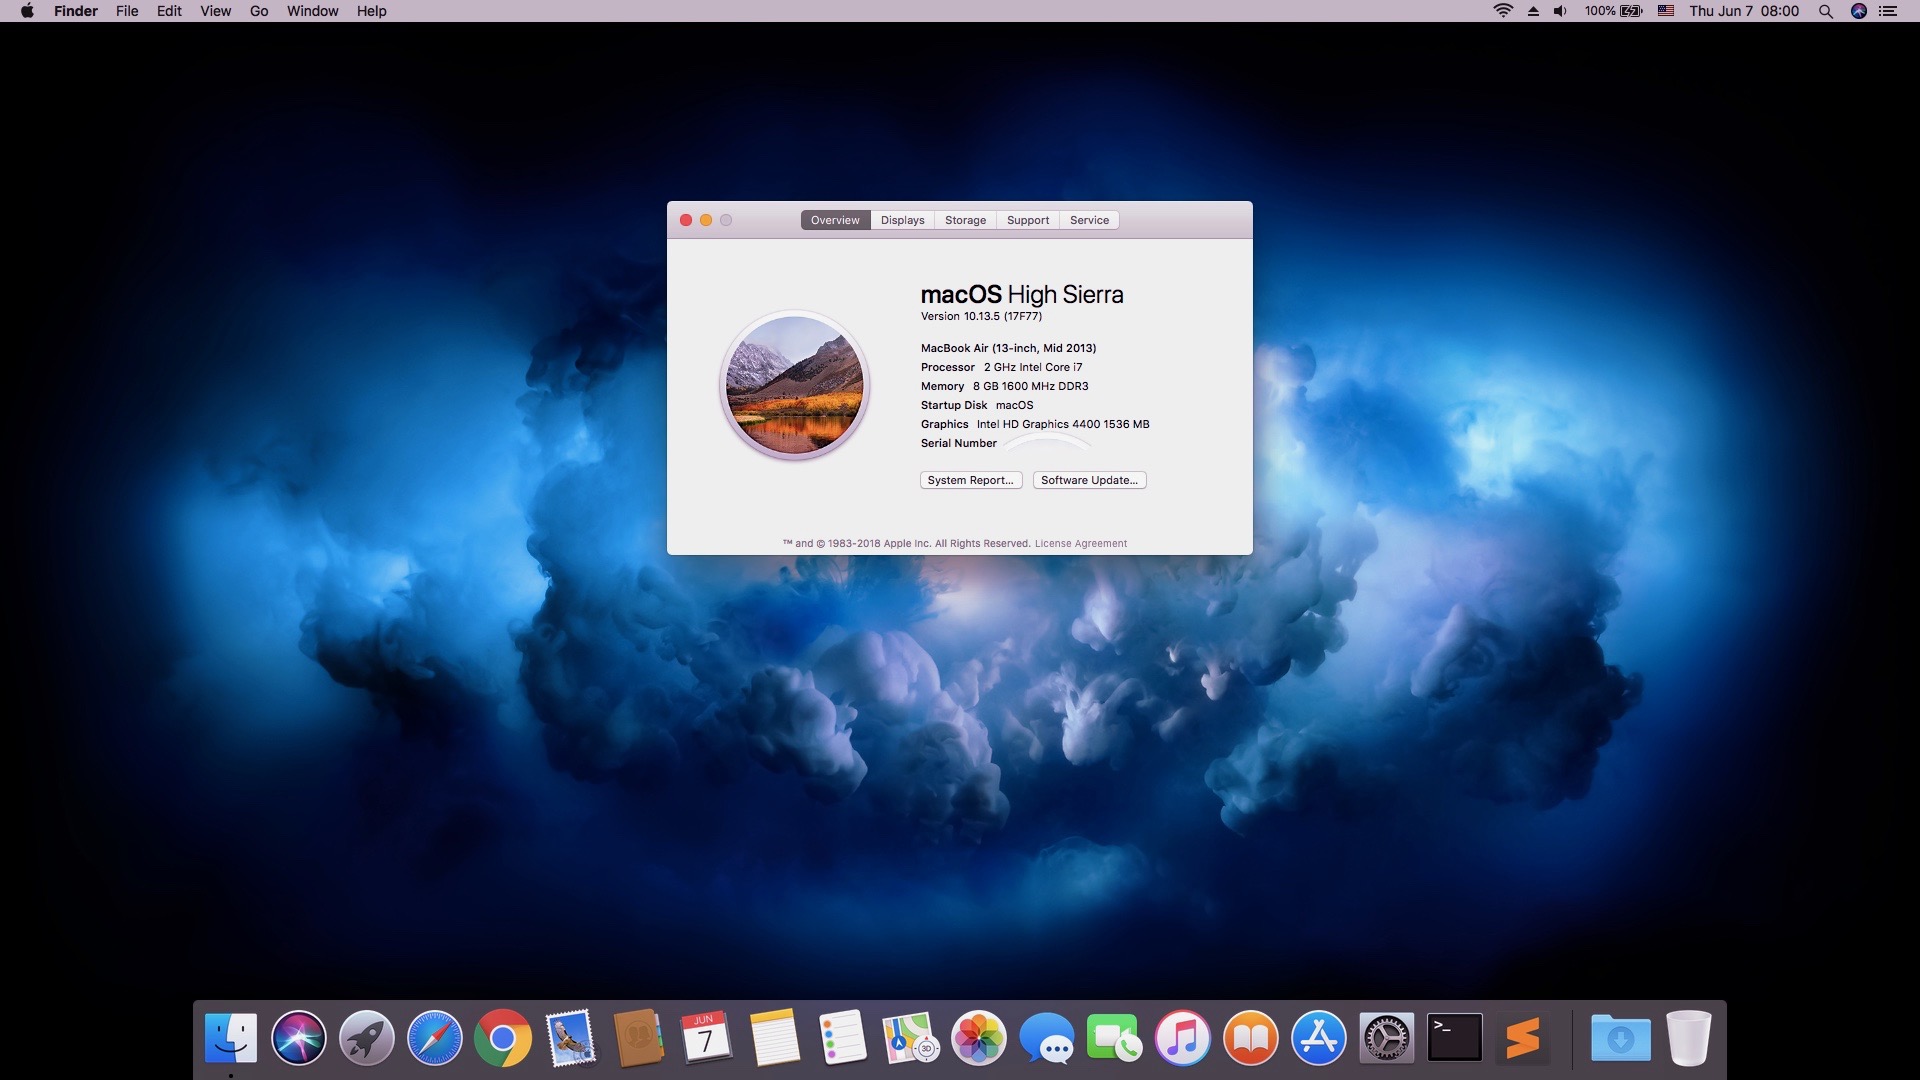 Finder File Edit View Go Window Help 100% Thu Jun 7 08:00
Overview Displays Storage Support Service
macOS High Sierra
Version 10.13.5 (17F77)
MacBook Air (13-inch, Mid 2013)
Processor 2 GHz Intel Core i7
Memory 8 GB 1600 MHz DDR3
Startup Disk macOS
Graphics Intel HD Graphics 4400 1536 MB
Serial Number
System Report... Software Update...
™ and © 1983-2018 Apple Inc. All Rights Reserved. License Agreement
JUN
7
3D
>_